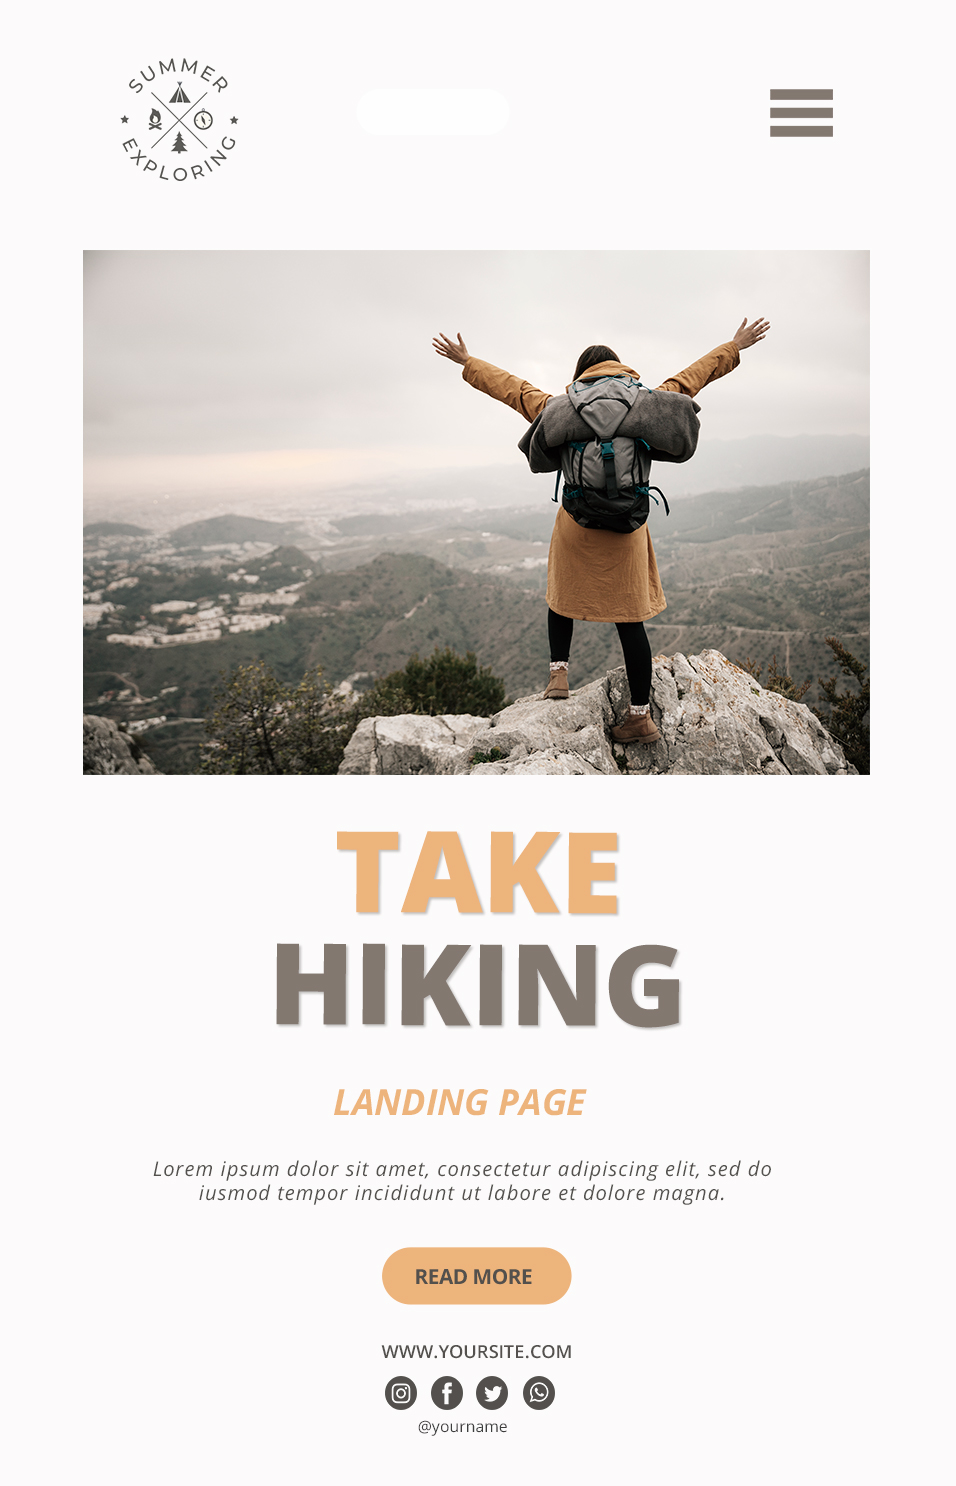 SUMMER
EXPLORING
TAKE
HIKING
LANDING PAGE
Lorem ipsum dolor sit amet, consectetur adipiscing elit, sed do
iusmod tempor incididunt ut labore et dolore magna.
READ MORE
WWW.YOURSITE.COM
@yourname